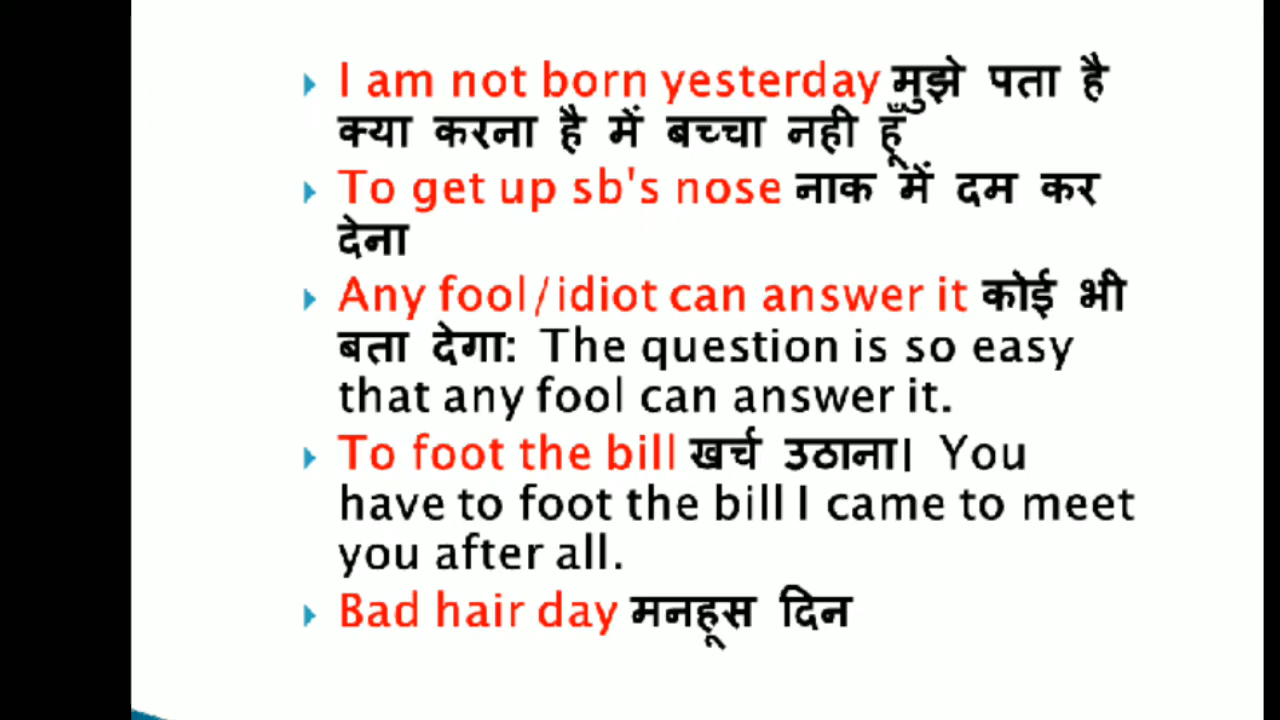 I am not born yesterday मुझे पता है
क्या करना है में बच्चा नही हूँ
To get up sb's nose नाक में दम कर
देना
Any fool/idiot can answer it कोई भी
बता देगा: The question is so easy
that any fool can answer it.
To foot the bill खर्च उठाना। You
have to foot the bill I came to meet
you after all.
Bad hair day मनहूस दिन